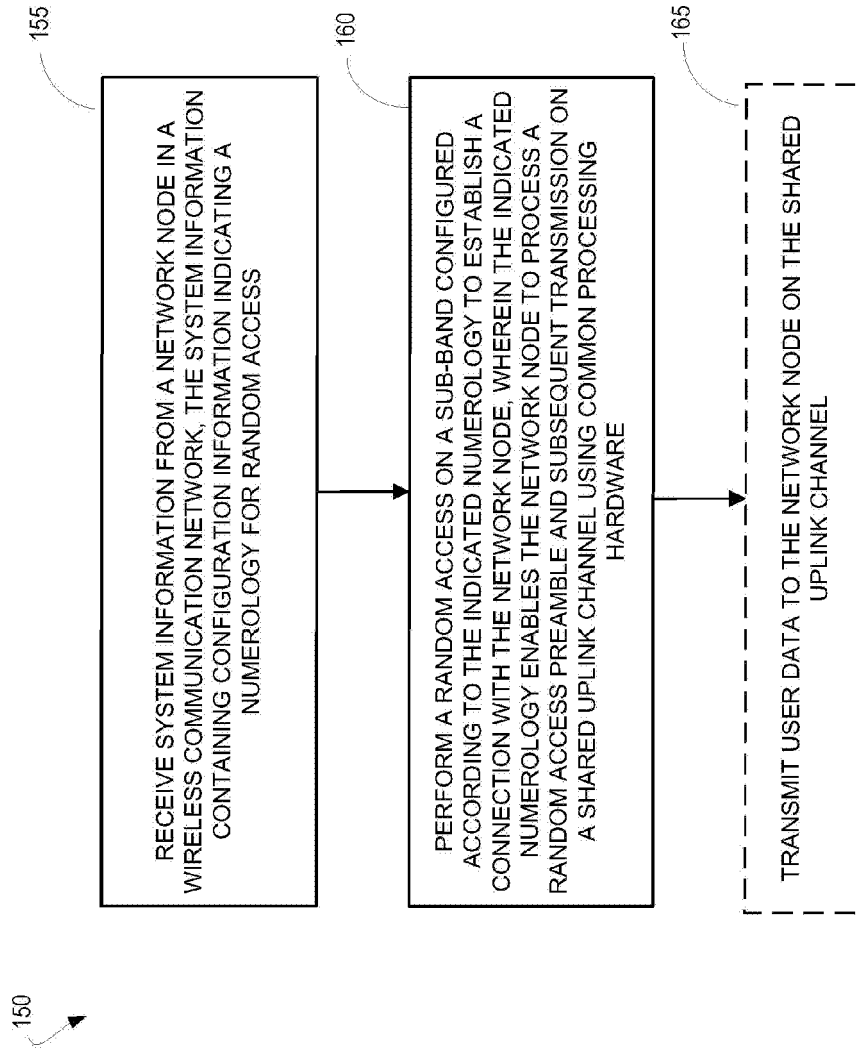 150
155
RECEIVE SYSTEM INFORMATION FROM A NETWORK NODE IN A
WIRELESS COMMUNICATION NETWORK, THE SYSTEM INFORMATION
CONTAINING CONFIGURATION INFORMATION INDICATING A
NUMEROLOGY FOR RANDOM ACCESS
160
PERFORM A RANDOM ACCESS ON A SUB-BAND CONFIGURED
ACCORDING TO THE INDICATED NUMEROLOGY TO ESTABLISH A
CONNECTION WITH THE NETWORK NODE, WHEREIN THE INDICATED
NUMEROLOGY ENABLES THE NETWORK NODE TO PROCESS A
RANDOM ACCESS PREAMBLE AND SUBSEQUENT TRANSMISSION ON
A SHARED UPLINK CHANNEL USING COMMON PROCESSING
HARDWARE
165
TRANSMIT USER DATA TO THE NETWORK NODE ON THE SHARED
UPLINK CHANNEL